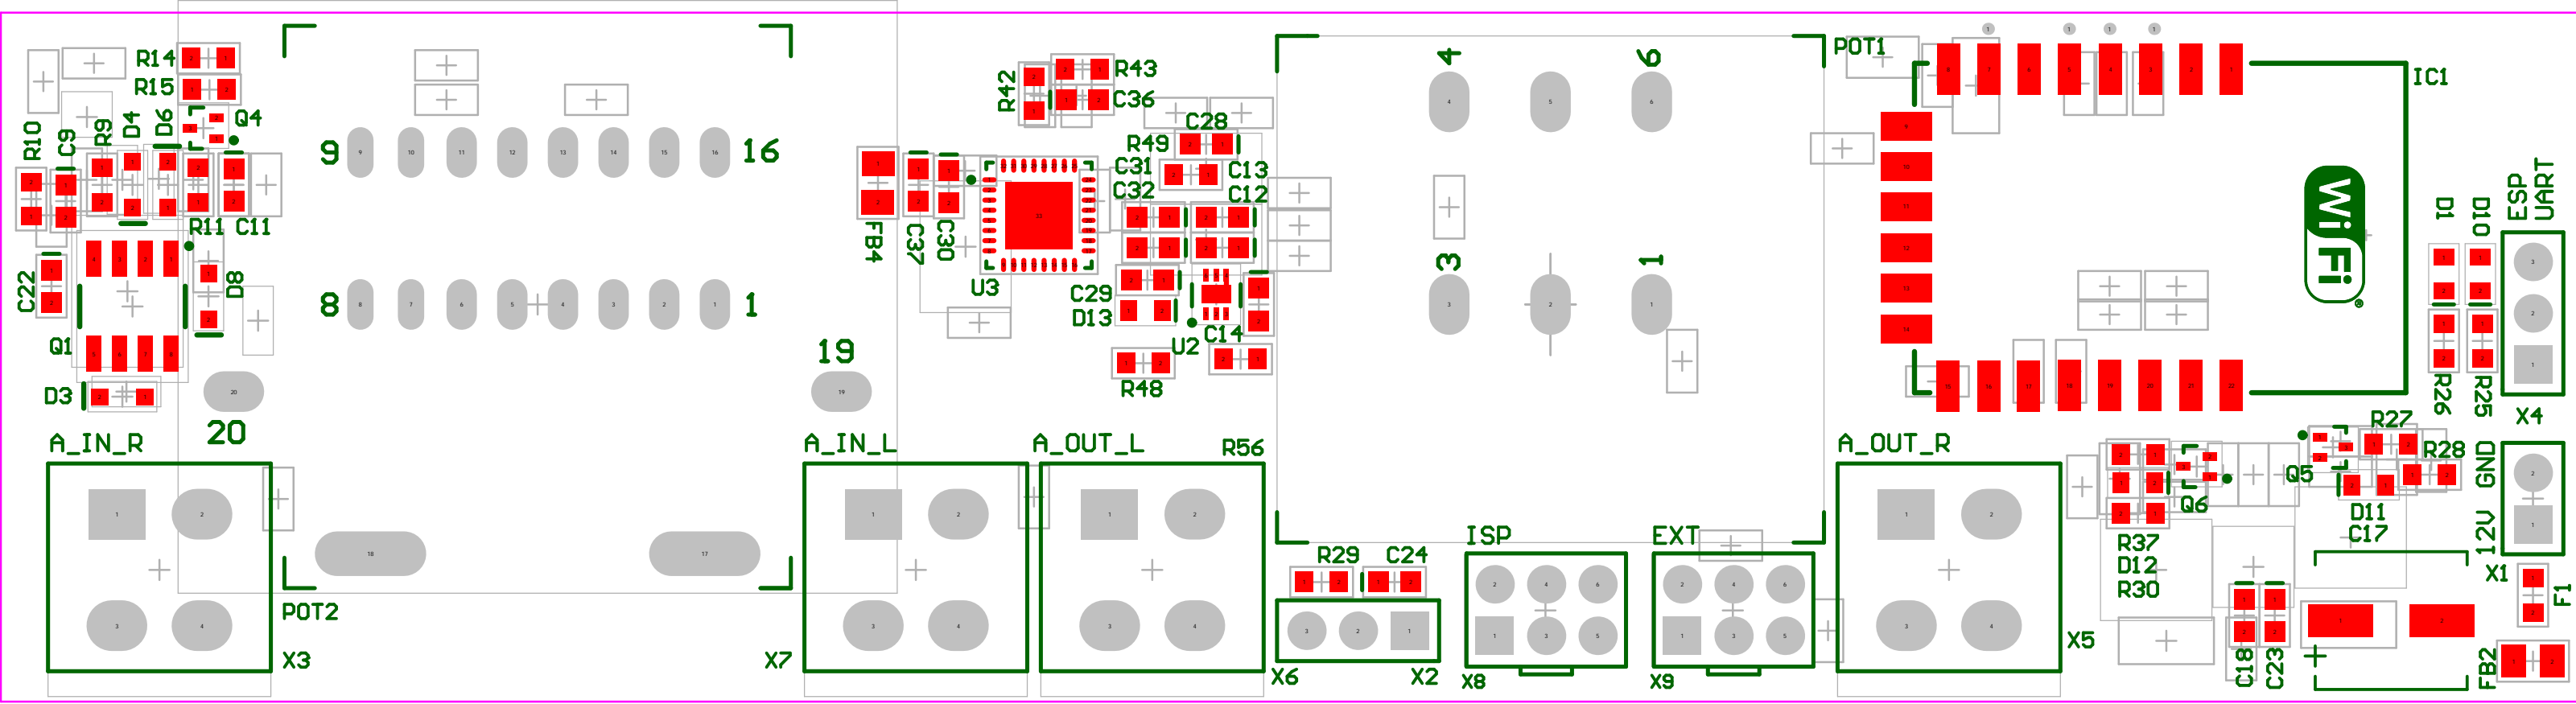 R14
R15
R10
C9
R9
D4
D6
Q4
R11
C11
C22
D8
Q1
D3
9
16
8
1
19
20
A_IN_R
A_IN_L
A_OUT_L
R56
POT2
X3
X7
R42
R43
C36
C28
R49
C31
C13
C32
C12
FB4
C37
C30
U3
C29
D13
C14
U2
R48
4
6
3
1
POT1
IC1
WiFi
®
D1
D10
ESP
UART
R26
R25
X4
A_OUT_R
R27
R28
Q5
Q6
D11
C17
R37
D12
R30
GND
12V
X1
F1
FB2
C18
C23
+
X5
ISP
EXT
R29
C24
X6
X2
X8
X9